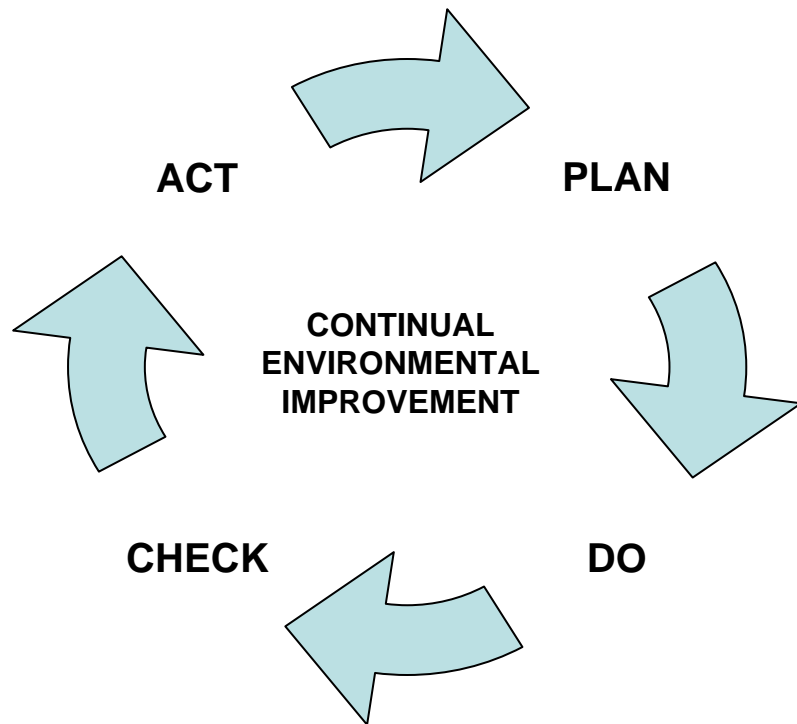 ACT
PLAN
CONTINUAL
ENVIRONMENTAL
IMPROVEMENT
CHECK
DO